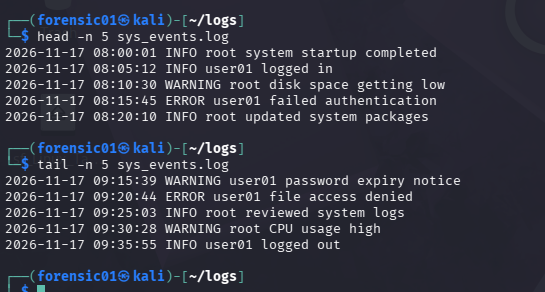 ┌──(forensic01㉿kali)-[~/logs]
└─$ head -n 5 sys_events.log
2026-11-17 08:00:01 INFO root system startup completed
2026-11-17 08:05:12 INFO user01 logged in
2026-11-17 08:10:30 WARNING root disk space getting low
2026-11-17 08:15:45 ERROR user01 failed authentication
2026-11-17 08:20:10 INFO root updated system packages
┌──(forensic01㉿kali)-[~/logs]
└─$ tail -n 5 sys_events.log
2026-11-17 09:15:39 WARNING user01 password expiry notice
2026-11-17 09:20:44 ERROR user01 file access denied
2026-11-17 09:25:03 INFO root reviewed system logs
2026-11-17 09:30:28 WARNING root CPU usage high
2026-11-17 09:35:55 INFO user01 logged out
┌──(forensic01㉿kali)-[~/logs]
└─$